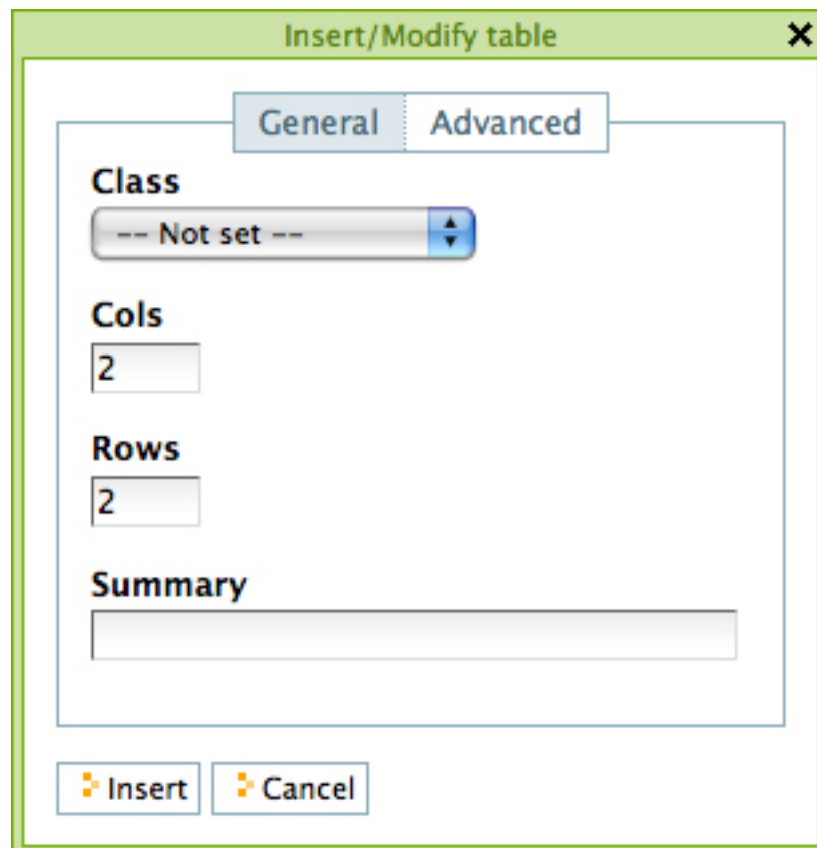 Insert/Modify table
General Advanced
Class
-- Not set --
Cols
2
Rows
2
Summary
Insert Cancel